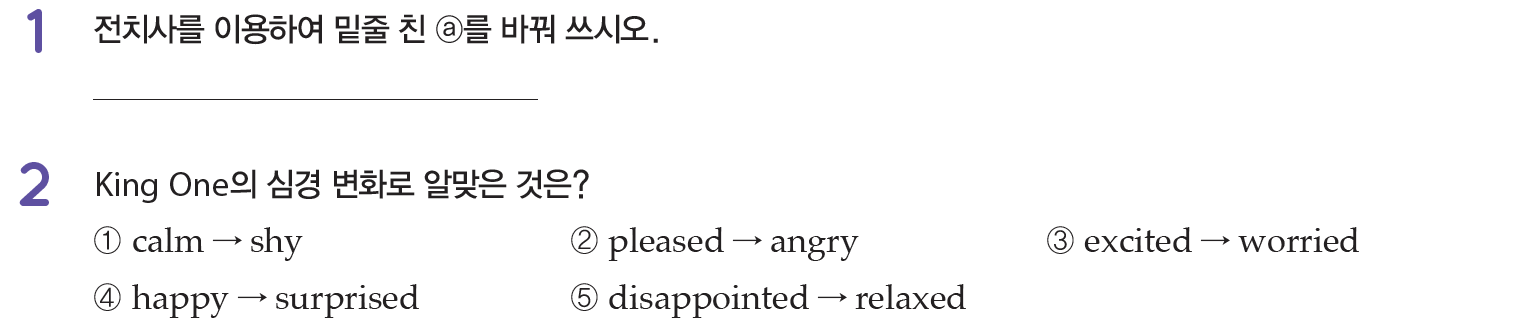 1 전치사를 이용하여 밑줄 친 ⓐ를 바꿔 쓰시오.
2 King One의 심경 변화로 알맞은 것은?
① calm → shy ② pleased → angry ③ excited → worried
④ happy → surprised ⑤ disappointed → relaxed